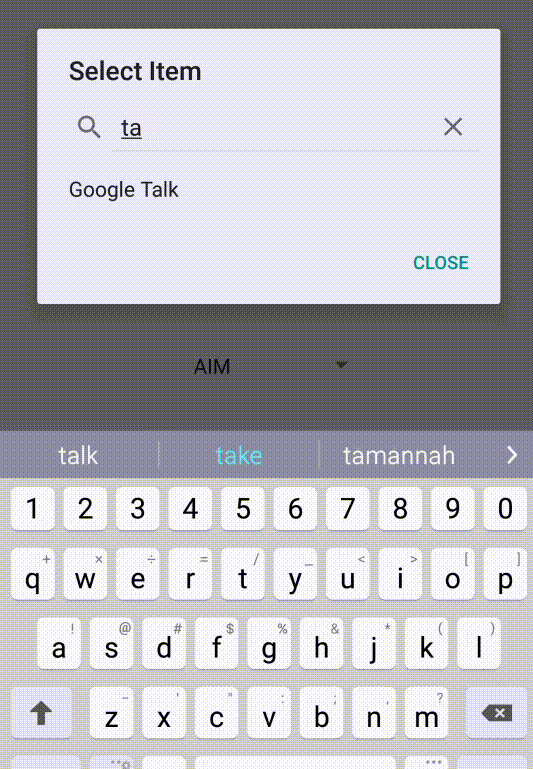 Select Item
ta
Google Talk
CLOSE
AIM
talk take tamannah
1 2 3 4 5 6 7 8 9 0
+ × ÷ = / _ < > [ ]
q w e r t y u i o p
! @ # $ % & * ( )
a s d f g h j k l
- ' " : ; , ?
z x c v b n m